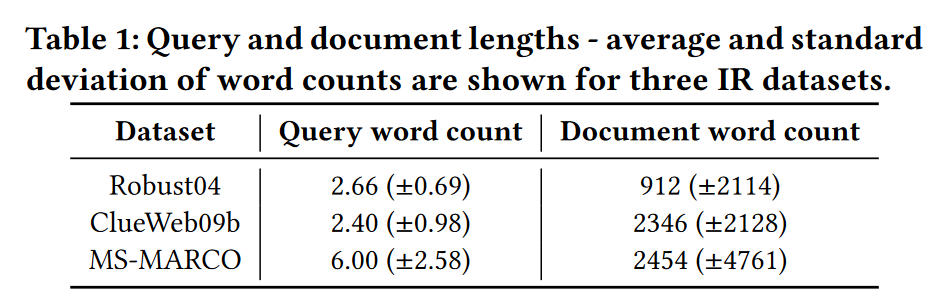 Table 1: Query and document lengths - average and standard
deviation of word counts are shown for three IR datasets.
Dataset Query word count Document word count
Robust04 2.66 (±0.69) 912 (±2114)
ClueWeb09b 2.40 (±0.98) 2346 (±2128)
MS-MARCO 6.00 (±2.58) 2454 (±4761)